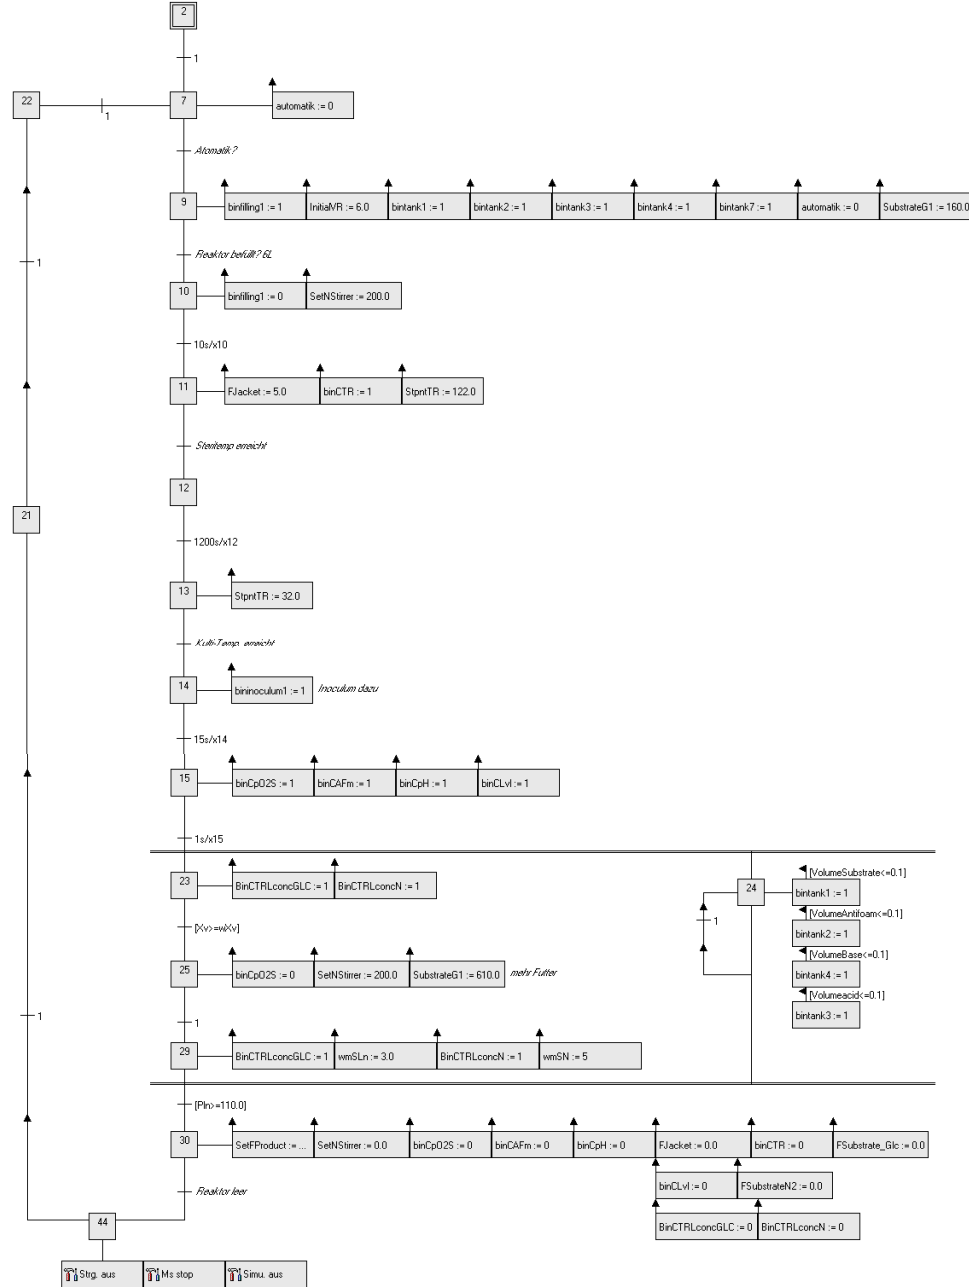 2
1
22
1
7
automatik := 0
Atomatik?
9
binfilling1 := 1
InitialVR := 6.0
bintank1 := 1
bintank2 := 1
bintank3 := 1
bintank4 := 1
bintank7 := 1
automatik := 0
SubstrateG1 := 160.0
1
Reaktor befüllt? 6L
10
binfilling1 := 0
SetNStirrer := 200.0
10s/x10
11
FJacket := 5.0
binCTR := 1
StpntTR := 122.0
Steritemp erreicht
12
21
1200s/x12
13
StpntTR := 32.0
Kulti-Temp. erreicht
14
bininoculum1 := 1
Inoculum dazu
15s/x14
15
binCpO2S := 1
binCAFm := 1
binCpH := 1
binCLvl := 1
1s/x15
23
BinCTRLconcGLC := 1
BinCTRLconcN := 1
24
[VolumeSubstrate<=0.1]
bintank1 := 1
[VolumeAntifoam<=0.1]
bintank2 := 1
[VolumeBase<=0.1]
bintank4 := 1
[Volumeacid<=0.1]
bintank3 := 1
1
[Xv>=wXv]
25
binCpO2S := 0
SetNStirrer := 200.0
SubstrateG1 := 610.0
mehr Futter
1
1
29
BinCTRLconcGLC := 1
wmSLn := 3.0
BinCTRLconcN := 1
wmSN := 5
[PIn>=110.0]
30
SetFProduct := ...
SetNStirrer := 0.0
binCpO2S := 0
binCAFm := 0
binCpH := 0
FJacket := 0.0
binCTR := 0
FSubstrate_Glc := 0.0
binCLvl := 0
FSubstrateN2 := 0.0
BinCTRLconcGLC := 0
BinCTRLconcN := 0
Reaktor leer
44
Strg. aus
Ms stop
Simu. aus